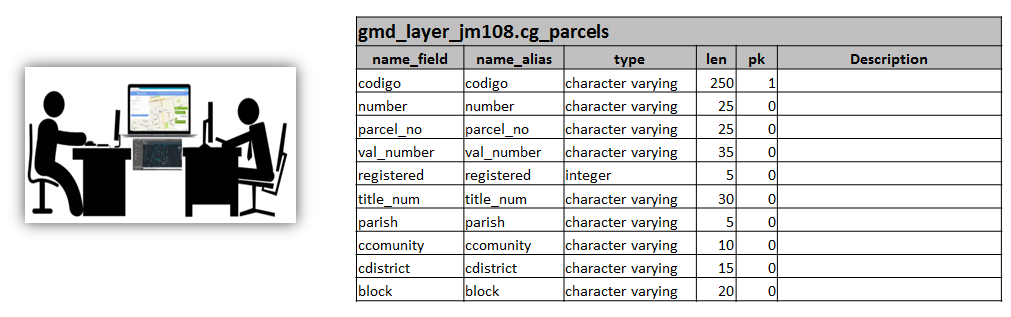 gmd_layer_jm108.cg_parcels
name_field name_alias type len pk Description
codigo codigo character varying 250 1
number number character varying 25 0
parcel_no parcel_no character varying 25 0
val_number val_number character varying 35 0
registered registered integer 5 0
title_num title_num character varying 30 0
parish parish character varying 5 0
ccomunity ccomunity character varying 10 0
cdistrict cdistrict character varying 15 0
block block character varying 20 0